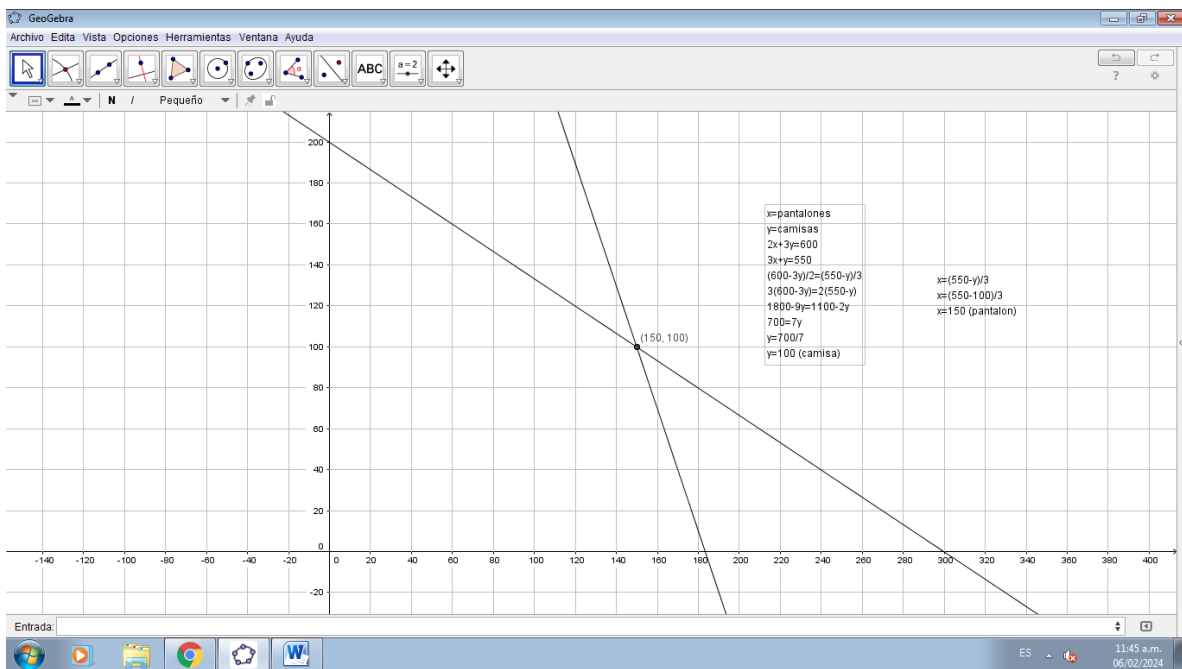 GeoGebra
Archivo Edita Vista Opciones Herramientas Ventana Ayuda
ABC
a=2
?
A
N
I
Pequeño
200
180
160
140
120
100
80
60
40
20
0
-20
x=pantalones
y=camisas
2x+3y=600
3x+y=550
(600-3y)/2=(550-y)/3
3(600-3y)=2(550-y)
1800-9y=1100-2y
700=7y
y=700/7
y=100 (camisa)
x=(550-y)/3
x=(550-100)/3
x=150 (pantalon)
(150, 100)
-140 -120 -100 -80 -60 -40 -20 0 20 40 60 80 100 120 140 160 180 200 220 240 260 280 300 320 340 360 380 400
Entrada:
W
ES
11:45 a.m.
06/02/2024